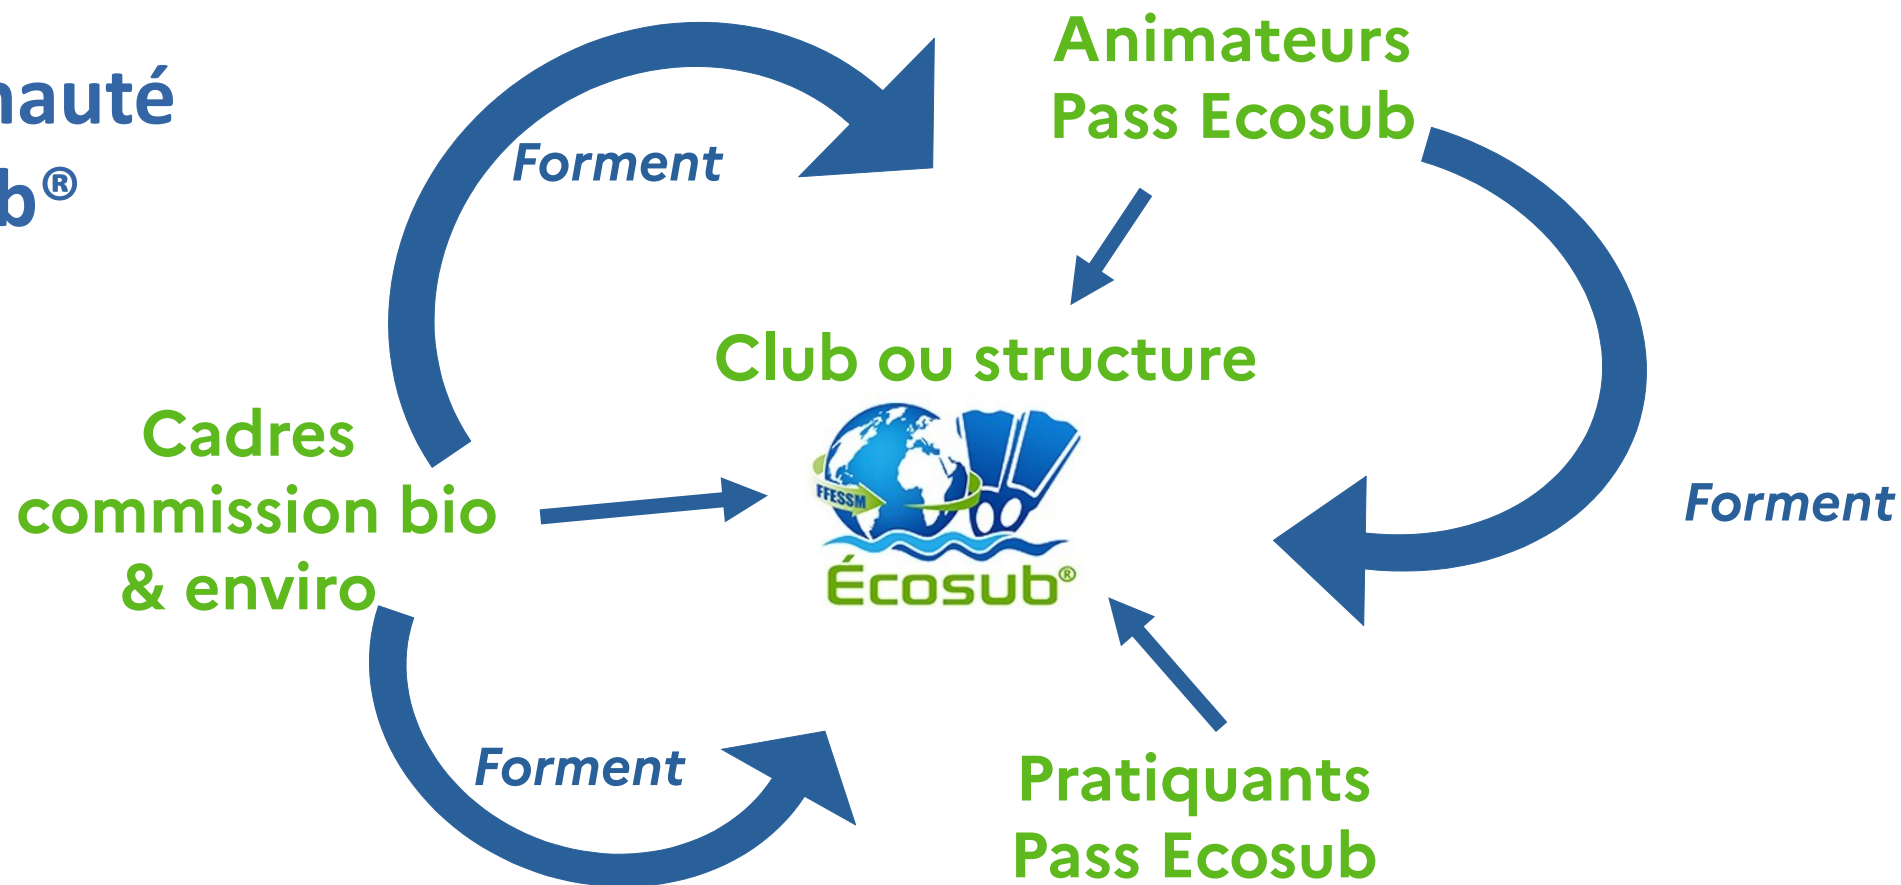 nauté
b®
Animateurs
Pass Ecosub
Forment
Club ou structure
Cadres
commission bio
& enviro
FFESSM
Écosub®
Forment
Forment
Pratiquants
Pass Ecosub